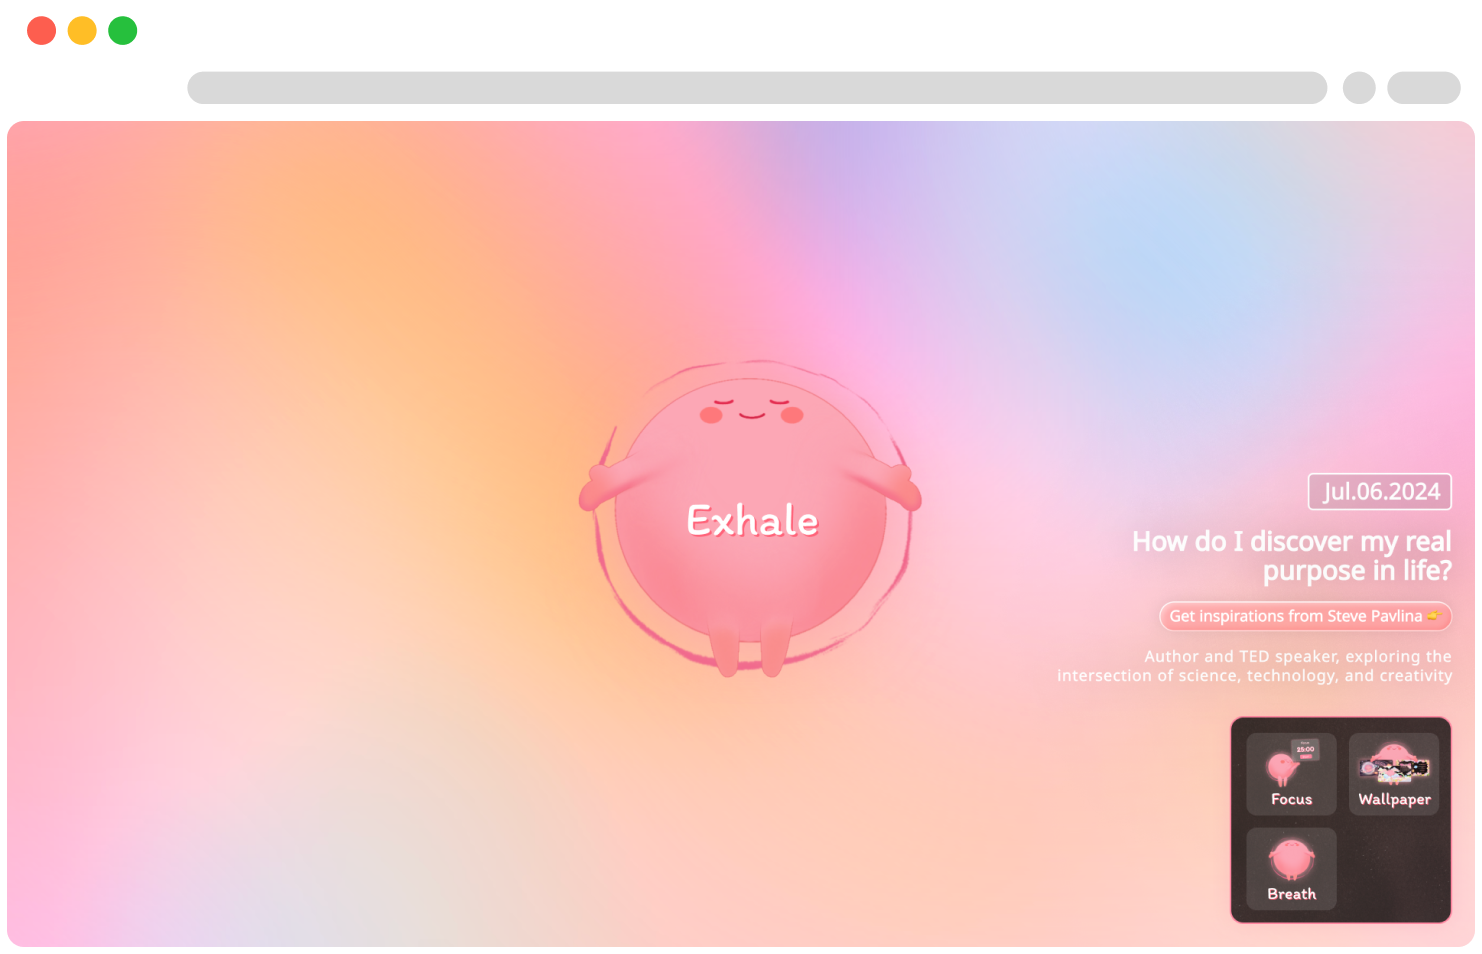 Exhale
Jul.06.2024
How do I discover my real
purpose in life?
Get inspirations from Steve Pavlina 👉
Author and TED speaker, exploring the
intersection of science, technology, and creativity
25:00
Focus
Wallpaper
Breath